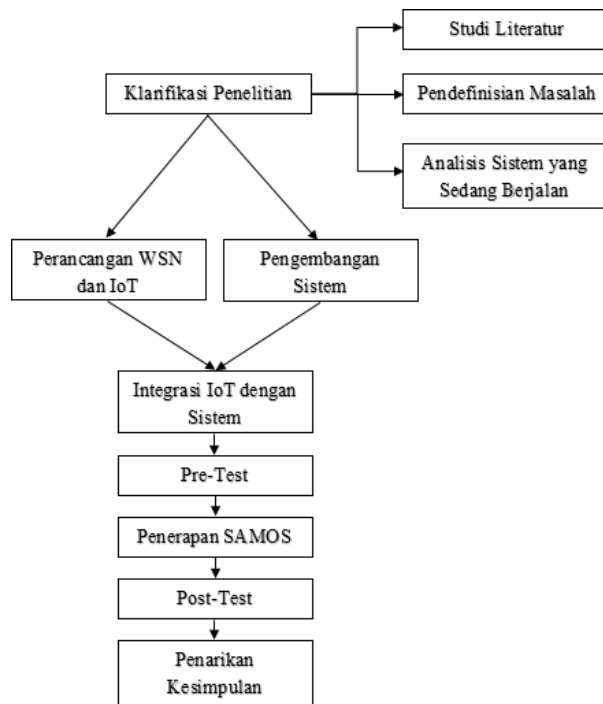 Studi Literatur
Klarifikasi Penelitian
Pendefinisian Masalah
Analisis Sistem yang
Sedang Berjalan
Perancangan WSN
dan IoT
Pengembangan
Sistem
Integrasi IoT dengan
Sistem
Pre-Test
Penerapan SAMOS
Post-Test
Penarikan
Kesimpulan